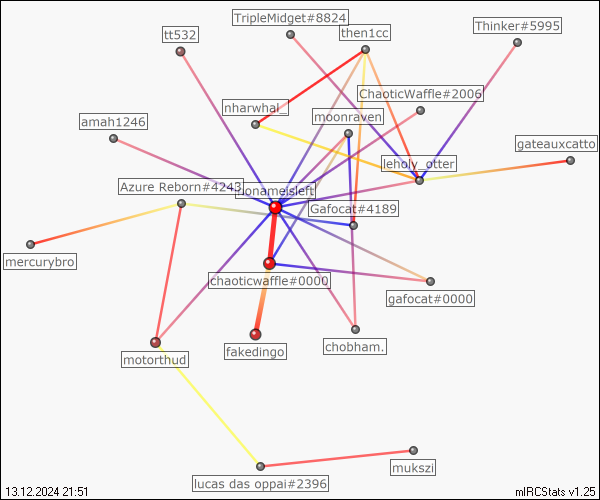 TripleMidget#8824
tt532
then1cc
Thinker#5995
ChaoticWaffle#2006
nharwhal_
moonraven
amah1246
gateauxcatto
leholy_otter
Azure Reborn#4243
nonameisleft
Gafocat#4189
mercurybro
chaoticwaffle#0000
gafocat#0000
chobham.
fakedingo
motorthud
mukszi
lucas das oppai#2396
13.12.2024 21:51
mIRCStats v1.25